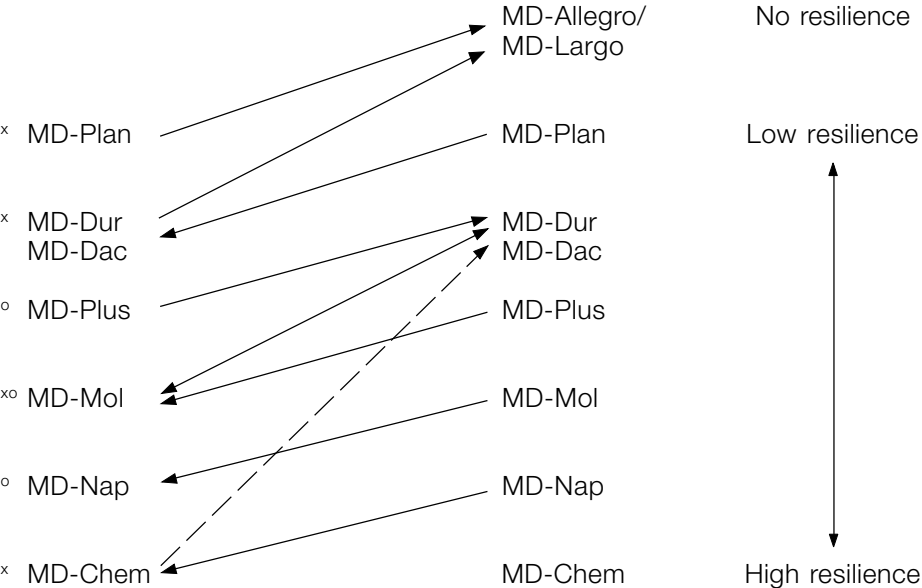 MD-Allegro/ No resilience
MD-Largo
x MD-Plan MD-Plan Low resilience
x MD-Dur MD-Dur
MD-Dac MD-Dac
o MD-Plus MD-Plus
xo MD-Mol MD-Mol
o MD-Nap MD-Nap
x MD-Chem MD-Chem High resilience